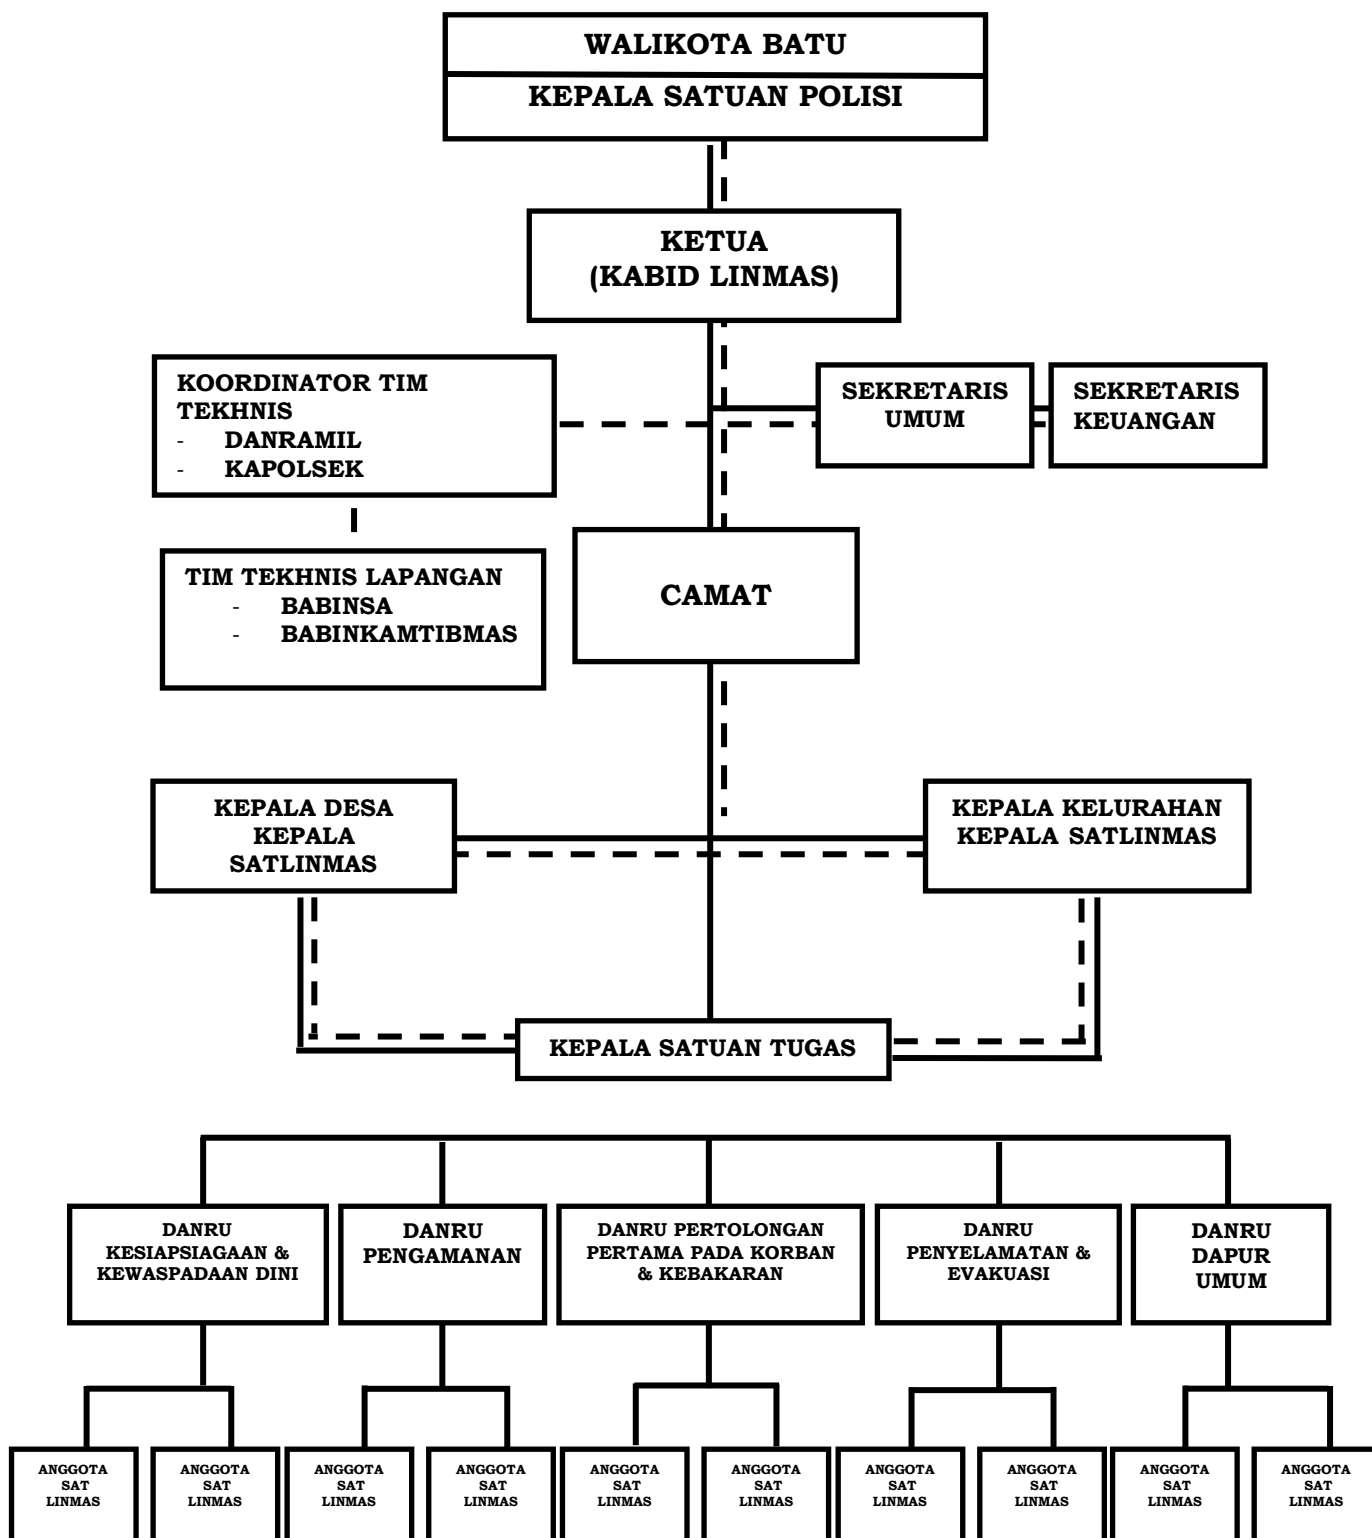 WALIKOTA BATU
KEPALA SATUAN POLISI
KETUA
(KABID LINMAS)
KOORDINATOR TIM
TEKHNIS
- DANRAMIL
- KAPOLSEK
SEKRETARIS
UMUM
SEKRETARIS
KEUANGAN
TIM TEKHNIS LAPANGAN
- BABINSA
- BABINKAMTIBMAS
CAMAT
KEPALA DESA
KEPALA
SATLINMAS
KEPALA KELURAHAN
KEPALA SATLINMAS
KEPALA SATUAN TUGAS
DANRU
KESIAPSIAGAAN &
KEWASPADAAN DINI
DANRU
PENGAMANAN
DANRU PERTOLONGAN
PERTAMA PADA KORBAN
& KEBAKARAN
DANRU
PENYELAMATAN &
EVAKUASI
DANRU
DAPUR
UMUM
ANGGOTA
SAT
LINMAS
ANGGOTA
SAT
LINMAS
ANGGOTA
SAT
LINMAS
ANGGOTA
SAT
LINMAS
ANGGOTA
SAT
LINMAS
ANGGOTA
SAT
LINMAS
ANGGOTA
SAT
LINMAS
ANGGOTA
SAT
LINMAS
ANGGOTA
SAT
LINMAS
ANGGOTA
SAT
LINMAS